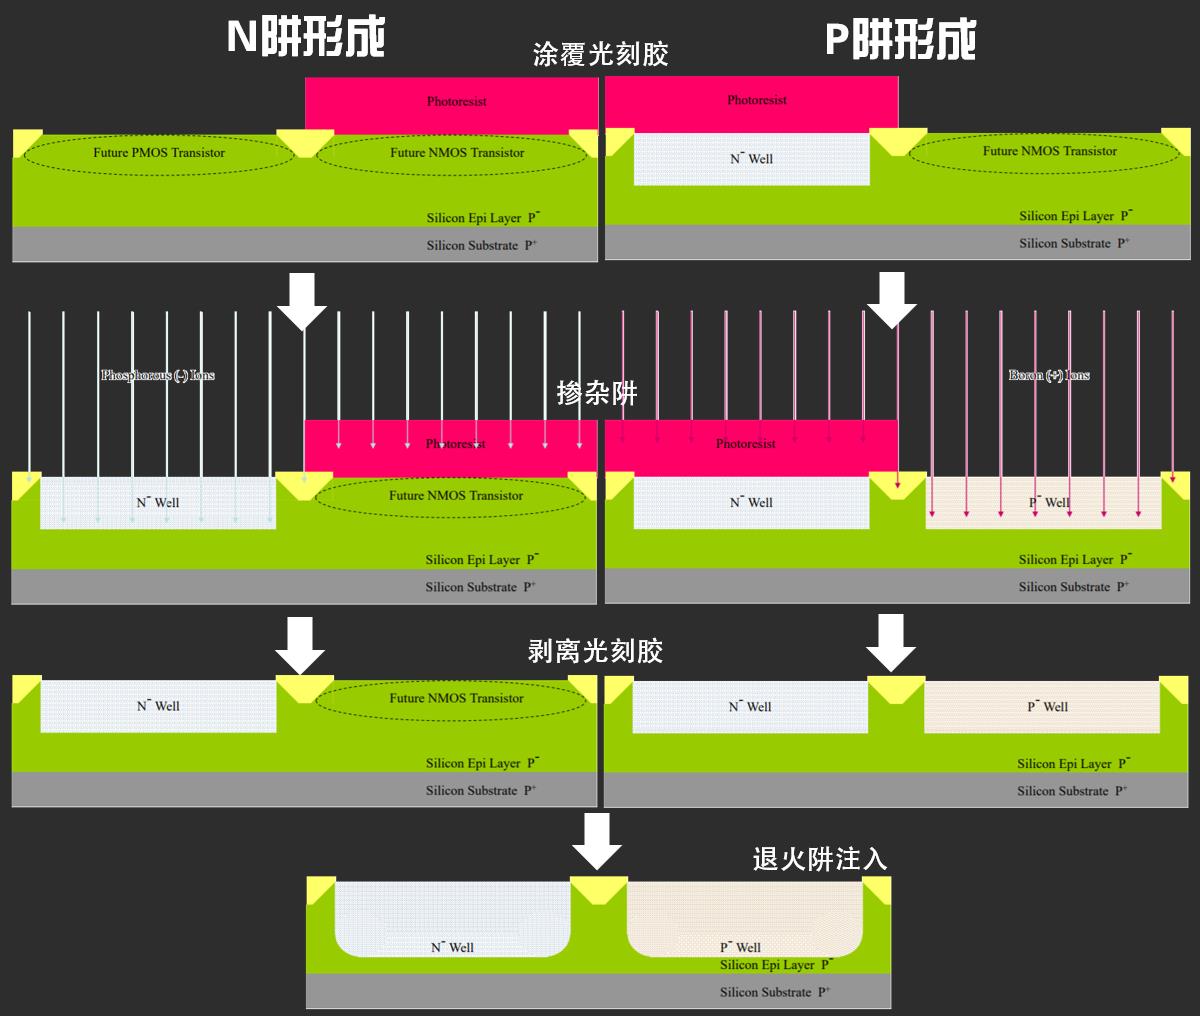 N阱形成
P阱形成
涂覆光刻胶
Photoresist
Future PMOS Transistor
Future NMOS Transistor
Silicon Epi Layer P⁻
Silicon Substrate P⁺
Photoresist
N⁻ Well
Future NMOS Transistor
Silicon Epi Layer P⁻
Silicon Substrate P⁺
Phosphorous (-) Ions
掺杂阱
Photoresist
N⁻ Well
Future NMOS Transistor
Silicon Epi Layer P⁻
Silicon Substrate P⁺
Boron (+) Ions
Photoresist
N⁻ Well
P⁻ Well
Silicon Epi Layer P⁻
Silicon Substrate P⁺
剥离光刻胶
N⁻ Well
Future NMOS Transistor
Silicon Epi Layer P⁻
Silicon Substrate P⁺
N⁻ Well
P⁻ Well
Silicon Epi Layer P⁻
Silicon Substrate P⁺
退火阱注入
N⁻ Well
P⁻ Well
Silicon Epi Layer P⁻
Silicon Substrate P⁺